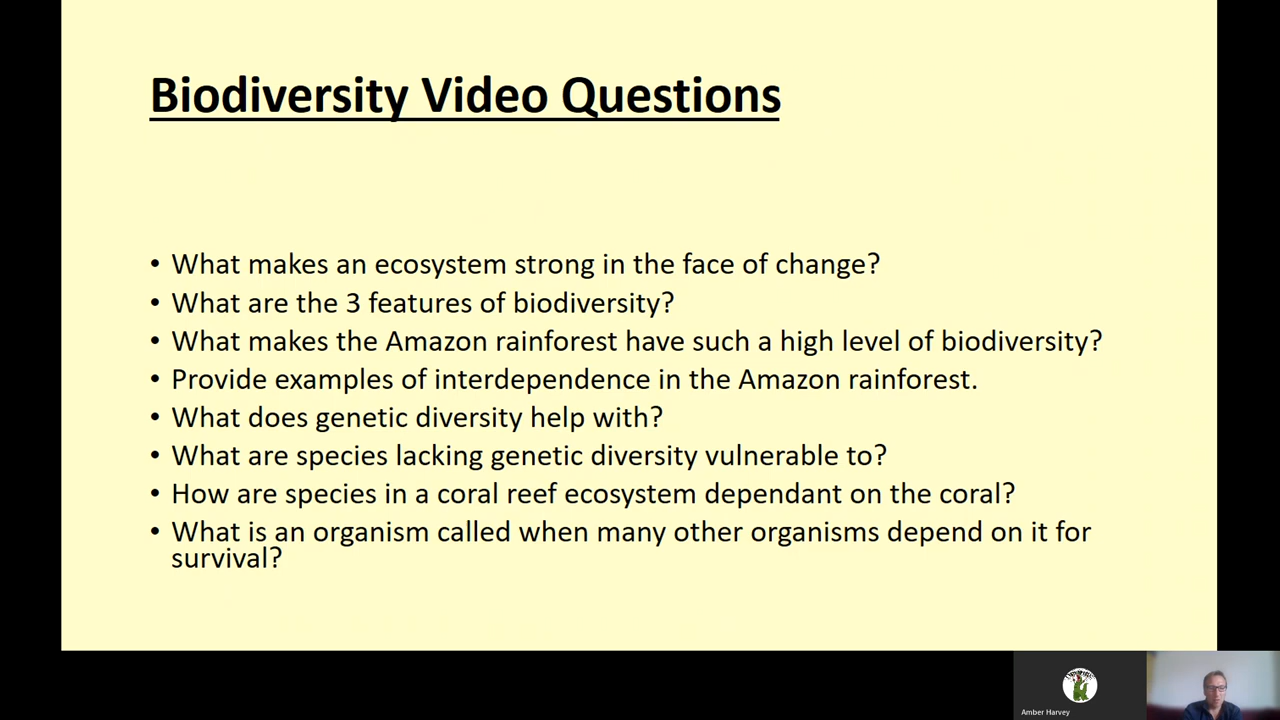 Biodiversity Video Questions
• What makes an ecosystem strong in the face of change?
• What are the 3 features of biodiversity?
• What makes the Amazon rainforest have such a high level of biodiversity?
• Provide examples of interdependence in the Amazon rainforest.
• What does genetic diversity help with?
• What are species lacking genetic diversity vulnerable to?
• How are species in a coral reef ecosystem dependant on the coral?
• What is an organism called when many other organisms depend on it for
survival?
Amber Harvey